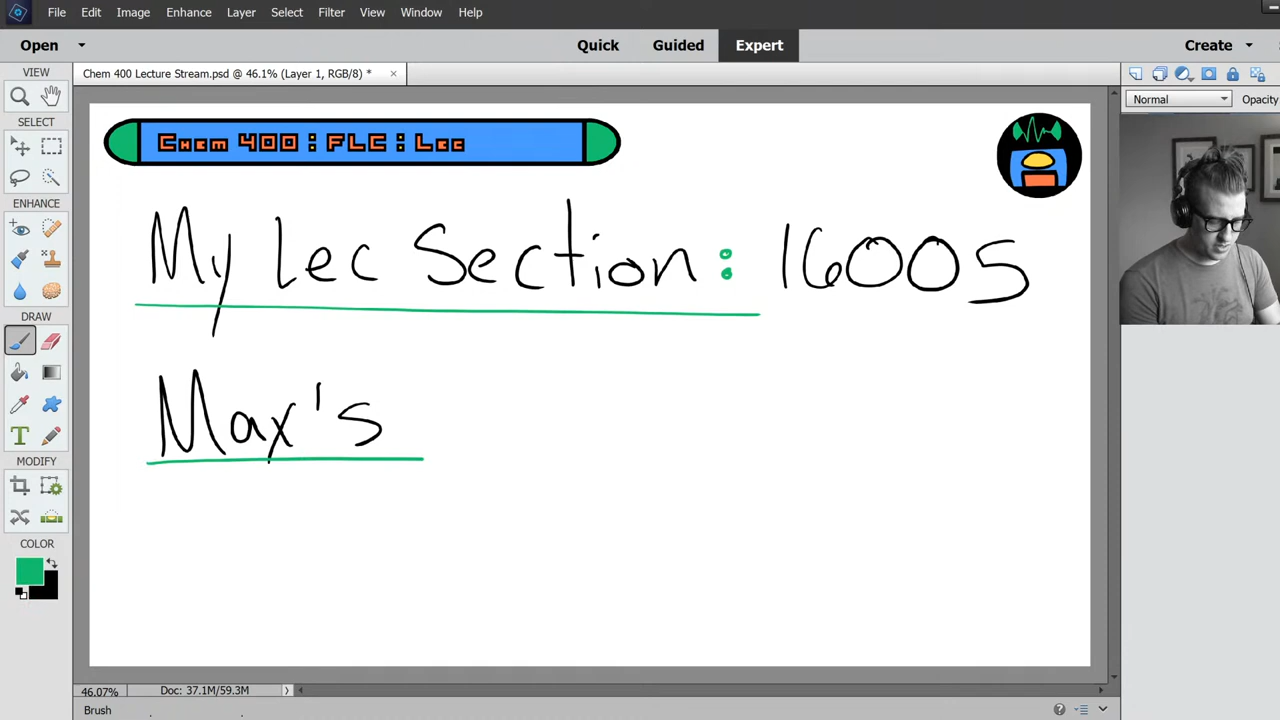 File Edit Image Enhance Layer Select Filter View Window Help
Open Quick Guided Expert Create
Chem 400 Lecture Stream.psd @ 46.1% (Layer 1, RGB/8) * ×
VIEW
SELECT
ENHANCE
DRAW
MODIFY
COLOR
Normal Opacity
Chem 400 : FLC : Lec
My Lec Section: 16005
Max's
46.07% Doc: 37.1M/59.3M
Brush